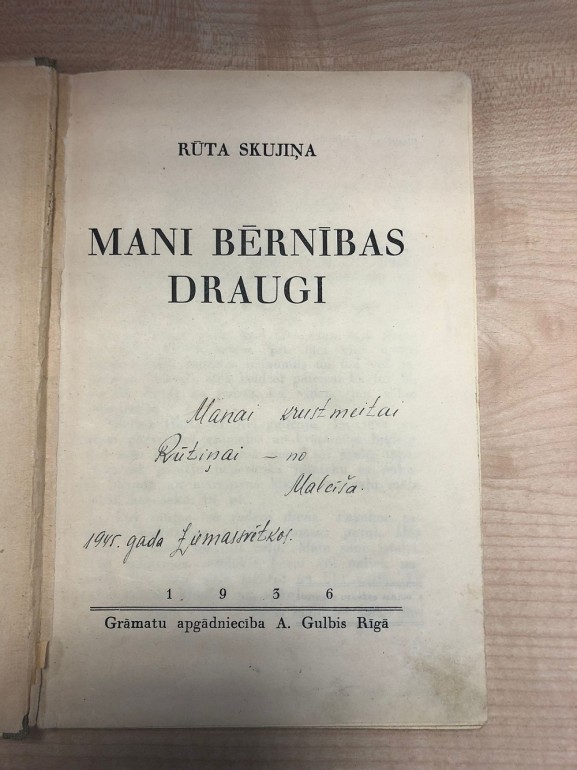 RŪTA SKUJIŅA
MANI BĒRNĪBAS
DRAUGI
Manai krustmeitai
Rūtiņai – no
Malciša.
1945. gada Ziemassvētkos.
1 9 3 6
Grāmatu apgādniecība A. Gulbis Rīgā